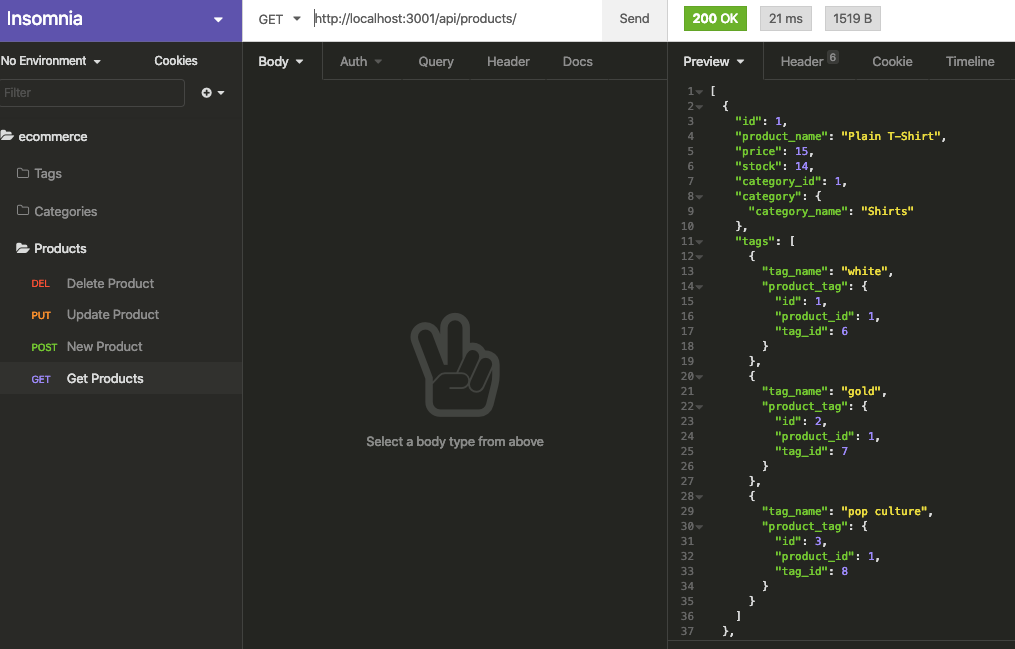 Insomnia
GET http://localhost:3001/api/products/ Send
200 OK 21 ms 1519 B
No Environment Cookies
Filter
ecommerce
Tags
Categories
Products
DEL Delete Product
PUT Update Product
POST New Product
GET Get Products
Body Auth Query Header Docs
Select a body type from above
Preview Header 6 Cookie Timeline
1 [
2 {
3 "id": 1,
4 "product_name": "Plain T-Shirt",
5 "price": 15,
6 "stock": 14,
7 "category_id": 1,
8 "category": {
9 "category_name": "Shirts"
10 },
11 "tags": [
12 {
13 "tag_name": "white",
14 "product_tag": {
15 "id": 1,
16 "product_id": 1,
17 "tag_id": 6
18 }
19 },
20 {
21 "tag_name": "gold",
22 "product_tag": {
23 "id": 2,
24 "product_id": 1,
25 "tag_id": 7
26 }
27 },
28 {
29 "tag_name": "pop culture",
30 "product_tag": {
31 "id": 3,
32 "product_id": 1,
33 "tag_id": 8
34 }
35 }
36 ]
37 },